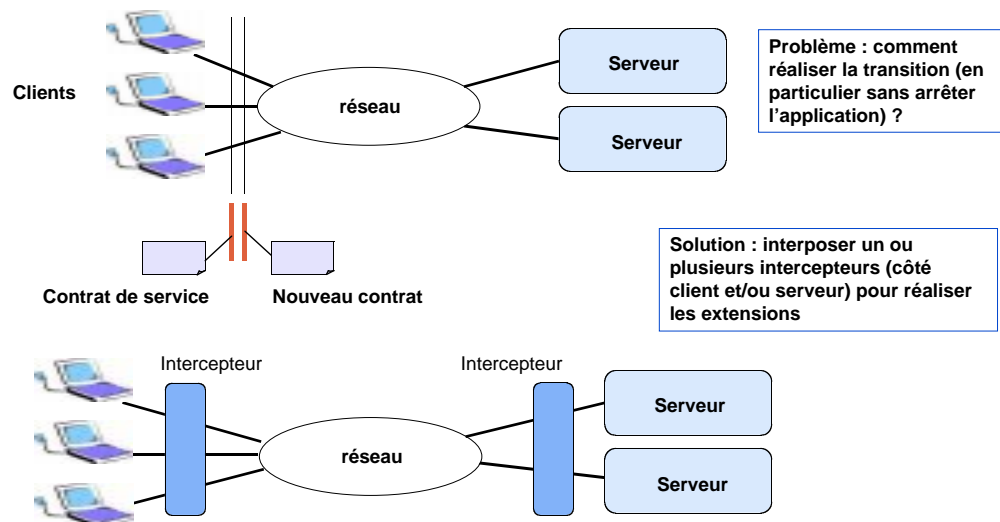 Clients
réseau
Serveur
Serveur
Problème : comment
réaliser la transition (en
particulier sans arrêter
l'application) ?
Contrat de service
Nouveau contrat
Solution : interposer un ou
plusieurs intercepteurs (côté
client et/ou serveur) pour réaliser
les extensions
Intercepteur
Intercepteur
réseau
Serveur
Serveur